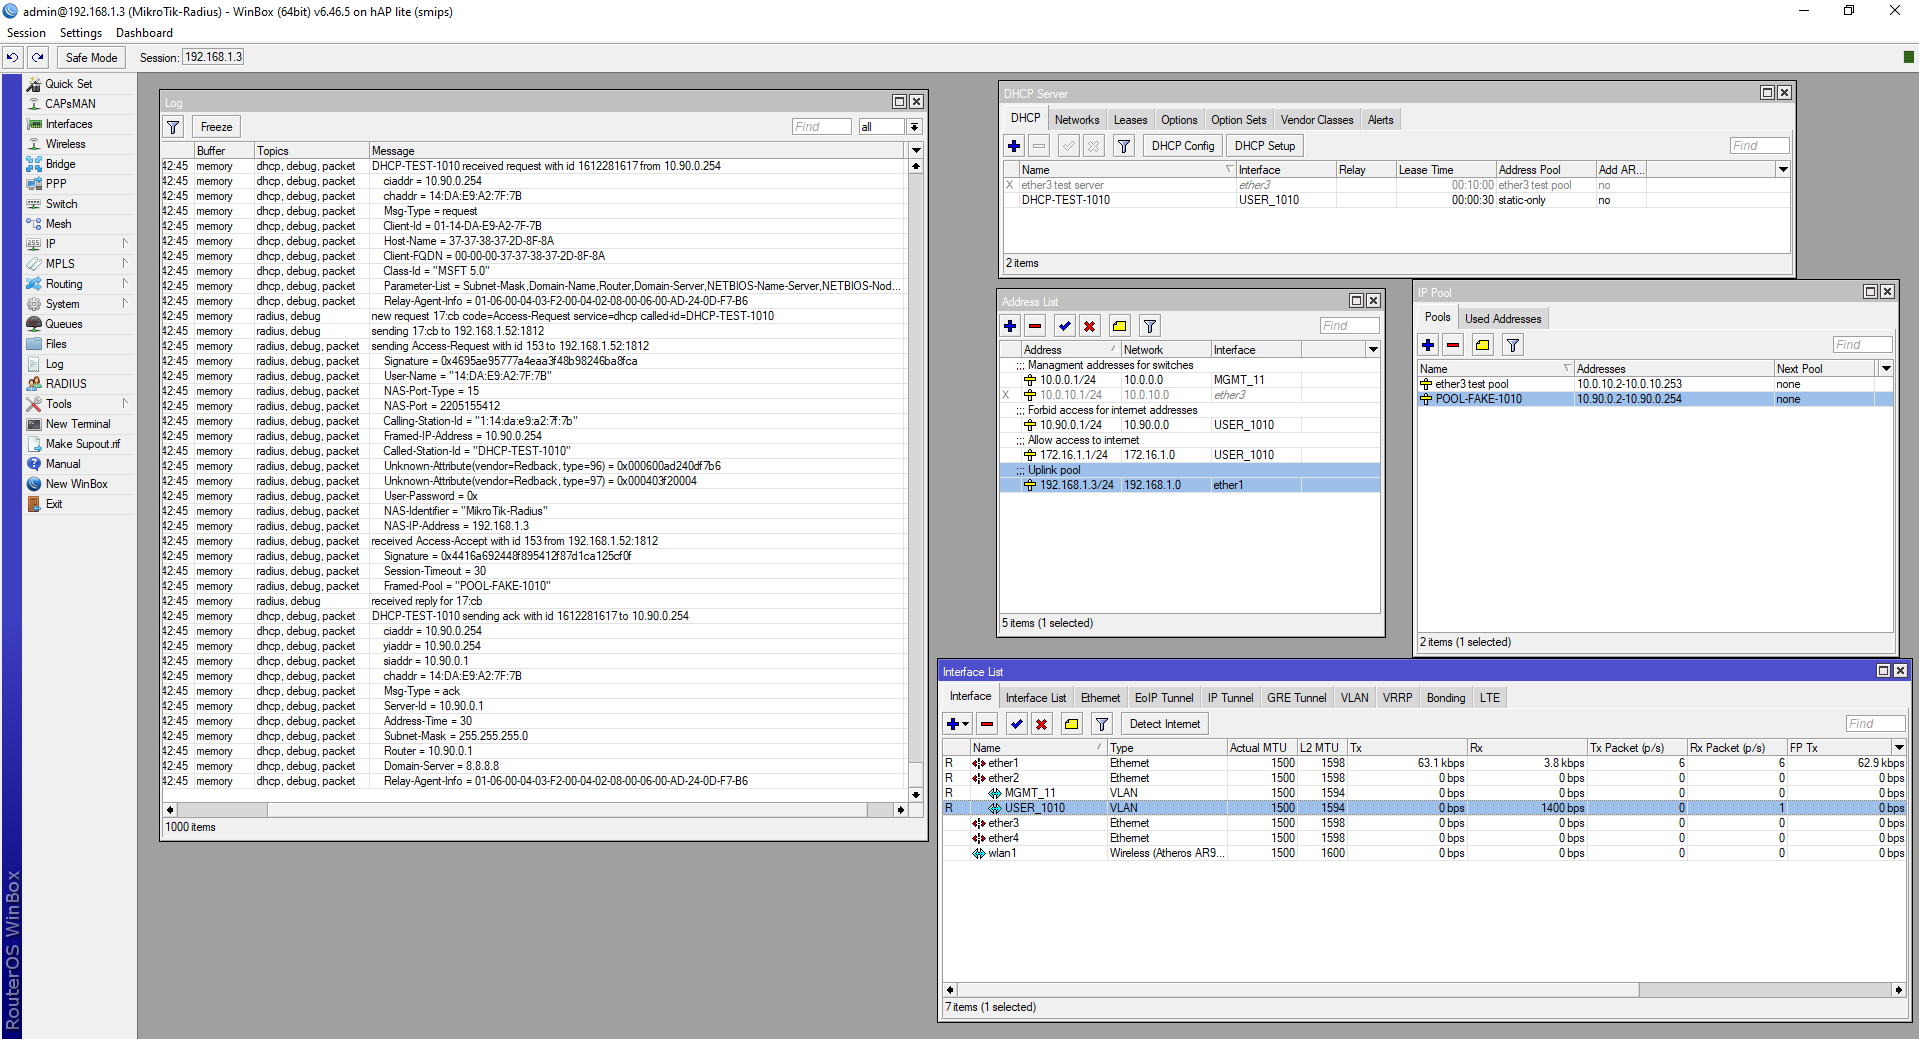 admin@192.168.1.3 (MikroTik-Radius) - WinBox (64bit) v6.46.5 on hAP lite (smips)
Session Settings Dashboard
Safe Mode Session: 192.168.1.3
Quick Set
CAPsMAN
Interfaces
Wireless
Bridge
PPP
Switch
Mesh
IP
MPLS
Routing
System
Queues
Files
Log
RADIUS
Tools
New Terminal
Make Supout.rif
Manual
New WinBox
Exit
RouterOS WinBox
Log
Freeze Find all
Buffer Topics Message
42:45 memory dhcp, debug, packet DHCP-TEST-1010 received request with id 1612281617 from 10.90.0.254
42:45 memory dhcp, debug, packet ciaddr = 10.90.0.254
42:45 memory dhcp, debug, packet chaddr = 14:DA:E9:A2:7F:7B
42:45 memory dhcp, debug, packet Msg-Type = request
42:45 memory dhcp, debug, packet Client-Id = 01-14-DA-E9-A2-7F-7B
42:45 memory dhcp, debug, packet Host-Name = 37-37-38-37-2D-8F-8A
42:45 memory dhcp, debug, packet Client-FQDN = 00-00-00-37-37-38-37-2D-8F-8A
42:45 memory dhcp, debug, packet Class-Id = "MSFT 5.0"
42:45 memory dhcp, debug, packet Parameter-List = Subnet-Mask,Domain-Name,Router,Domain-Server,NETBIOS-Name-Server,NETBIOS-Nod...
42:45 memory dhcp, debug, packet Relay-Agent-Info = 01-06-00-04-03-F2-00-04-02-08-00-06-00-AD-24-0D-F7-B6
42:45 memory radius, debug new request 17:cb code=Access-Request service=dhcp called-id=DHCP-TEST-1010
42:45 memory radius, debug sending 17:cb to 192.168.1.52:1812
42:45 memory radius, debug, packet sending Access-Request with id 153 to 192.168.1.52:1812
42:45 memory radius, debug, packet Signature = 0x4695ae95777a4eaa3f48b98246ba8fca
42:45 memory radius, debug, packet User-Name = "14:DA:E9:A2:7F:7B"
42:45 memory radius, debug, packet NAS-Port-Type = 15
42:45 memory radius, debug, packet NAS-Port = 2205155412
42:45 memory radius, debug, packet Calling-Station-Id = "1:14:da:e9:a2:7f:7b"
42:45 memory radius, debug, packet Framed-IP-Address = 10.90.0.254
42:45 memory radius, debug, packet Called-Station-Id = "DHCP-TEST-1010"
42:45 memory radius, debug, packet Unknown-Attribute(vendor=Redback, type=96) = 0x000600ad240df7b6
42:45 memory radius, debug, packet Unknown-Attribute(vendor=Redback, type=97) = 0x000403f20004
42:45 memory radius, debug, packet User-Password = 0x
42:45 memory radius, debug, packet NAS-Identifier = "MikroTik-Radius"
42:45 memory radius, debug, packet NAS-IP-Address = 192.168.1.3
42:45 memory radius, debug, packet received Access-Accept with id 153 from 192.168.1.52:1812
42:45 memory radius, debug, packet Signature = 0x4416a692448f895412f87d1ca125cf0f
42:45 memory radius, debug, packet Session-Timeout = 30
42:45 memory radius, debug, packet Framed-Pool = "POOL-FAKE-1010"
42:45 memory radius, debug received reply for 17:cb
42:45 memory dhcp, debug, packet DHCP-TEST-1010 sending ack with id 1612281617 to 10.90.0.254
42:45 memory dhcp, debug, packet ciaddr = 10.90.0.254
42:45 memory dhcp, debug, packet yiaddr = 10.90.0.254
42:45 memory dhcp, debug, packet siaddr = 10.90.0.1
42:45 memory dhcp, debug, packet chaddr = 14:DA:E9:A2:7F:7B
42:45 memory dhcp, debug, packet Msg-Type = ack
42:45 memory dhcp, debug, packet Server-Id = 10.90.0.1
42:45 memory dhcp, debug, packet Address-Time = 30
42:45 memory dhcp, debug, packet Subnet-Mask = 255.255.255.0
42:45 memory dhcp, debug, packet Router = 10.90.0.1
42:45 memory dhcp, debug, packet Domain-Server = 8.8.8.8
42:45 memory dhcp, debug, packet Relay-Agent-Info = 01-06-00-04-03-F2-00-04-02-08-00-06-00-AD-24-0D-F7-B6
1000 items
DHCP Server
DHCP Networks Leases Options Option Sets Vendor Classes Alerts
DHCP Config DHCP Setup Find
Name Interface Relay Lease Time Address Pool Add AR...
X ether3 test server ether3 00:10:00 ether3 test pool no
DHCP-TEST-1010 USER_1010 00:00:30 static-only no
2 items
Address List
Find
Address Network Interface
;;; Managment addresses for switches
10.0.0.1/24 10.0.0.0 MGMT_11
X 10.0.10.1/24 10.0.10.0 ether3
;;; Forbid access for internet addresses
10.90.0.1/24 10.90.0.0 USER_1010
;;; Allow access to internet
172.16.1.1/24 172.16.1.0 USER_1010
;;; Uplink pool
192.168.1.3/24 192.168.1.0 ether1
5 items (1 selected)
IP Pool
Pools Used Addresses
Find
Name Addresses Next Pool
ether3 test pool 10.0.10.2-10.0.10.253 none
POOL-FAKE-1010 10.90.0.2-10.90.0.254 none
2 items (1 selected)
Interface List
Interface Interface List Ethernet EoIP Tunnel IP Tunnel GRE Tunnel VLAN VRRP Bonding LTE
Detect Internet Find
Name Type Actual MTU L2 MTU Tx Rx Tx Packet (p/s) Rx Packet (p/s) FP Tx
R ether1 Ethernet 1500 1598 63.1 kbps 3.8 kbps 6 6 62.9 kbps
R ether2 Ethernet 1500 1598 0 bps 0 bps 0 0 0 bps
R MGMT_11 VLAN 1500 1594 0 bps 0 bps 0 0 0 bps
R USER_1010 VLAN 1500 1594 0 bps 1400 bps 0 1 0 bps
ether3 Ethernet 1500 1598 0 bps 0 bps 0 0 0 bps
ether4 Ethernet 1500 1598 0 bps 0 bps 0 0 0 bps
wlan1 Wireless (Atheros AR9... 1500 1600 0 bps 0 bps 0 0 0 bps
7 items (1 selected)